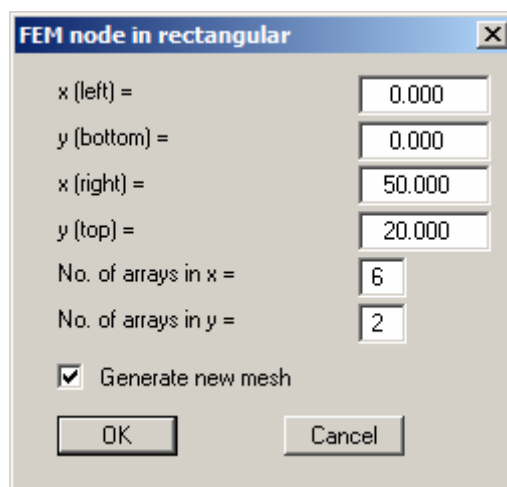 FEM node in rectangular
x (left) = 0.000
y (bottom) = 0.000
x (right) = 50.000
y (top) = 20.000
No. of arrays in x = 6
No. of arrays in y = 2
Generate new mesh
OK Cancel